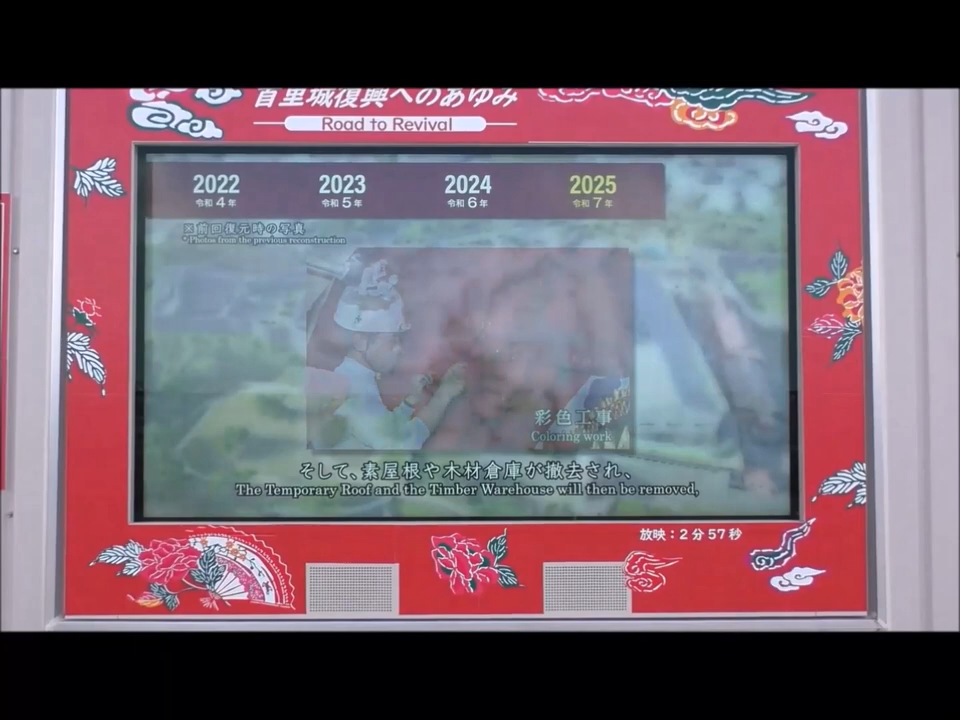 首里城復興へのあゆみ
Road to Revival
2022 2023 2024 2025
令和4年 令和5年 令和6年 令和7年
※前回復元時の写真
* Photos from the previous reconstruction
彩色工事
Coloring work
そして、素屋根や木材倉庫が撤去され、
The Temporary Roof and the Timber Warehouse will then be removed,
放映：2分57秒